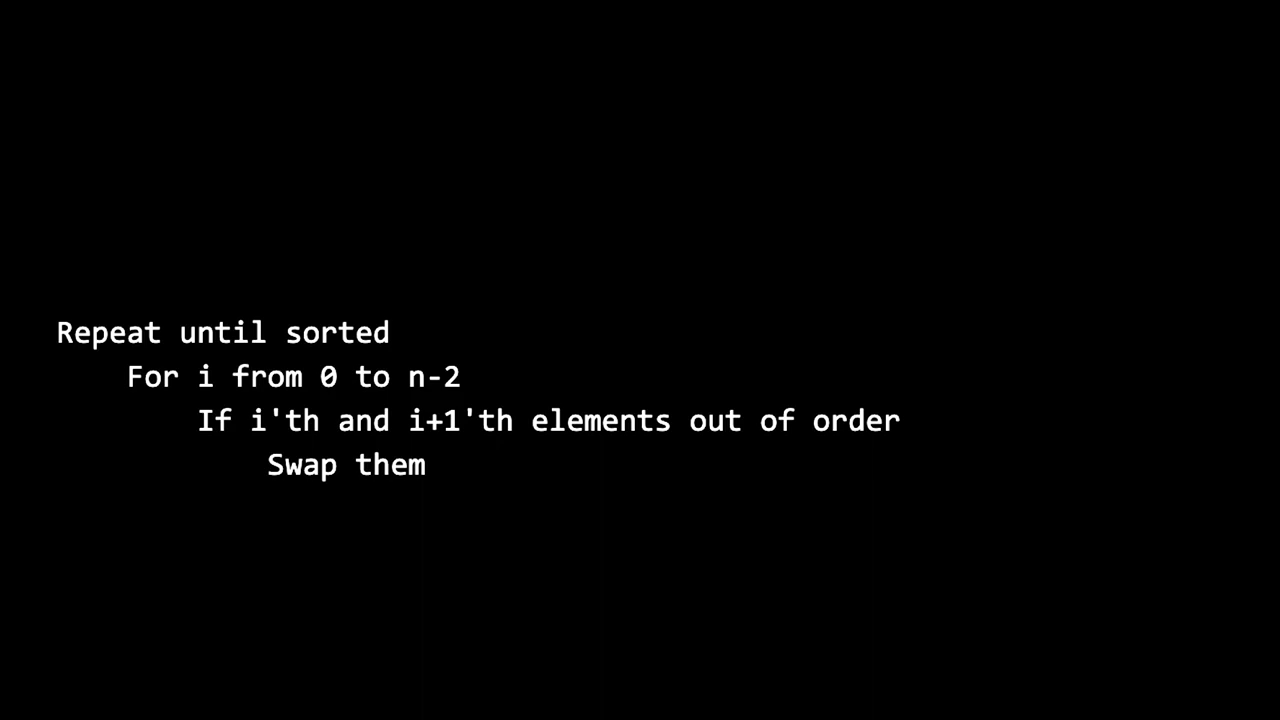 Repeat until sorted
For i from 0 to n-2
If i'th and i+1'th elements out of order
Swap them